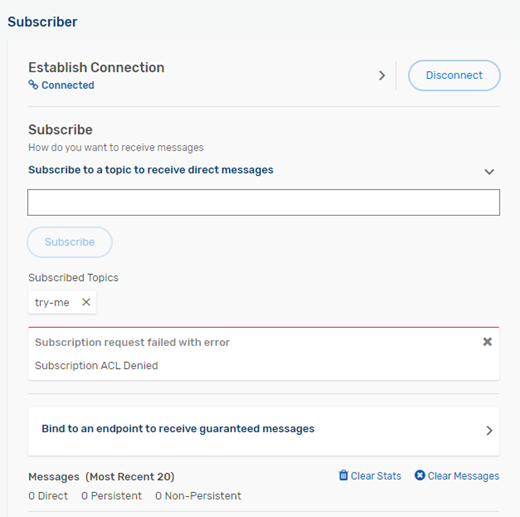 Subscriber
Establish Connection
Connected
Disconnect
Subscribe
How do you want to receive messages
Subscribe to a topic to receive direct messages
Subscribe
Subscribed Topics
try-me
Subscription request failed with error
Subscription ACL Denied
Bind to an endpoint to receive guaranteed messages
Messages (Most Recent 20) Clear Stats Clear Messages
0 Direct 0 Persistent 0 Non-Persistent